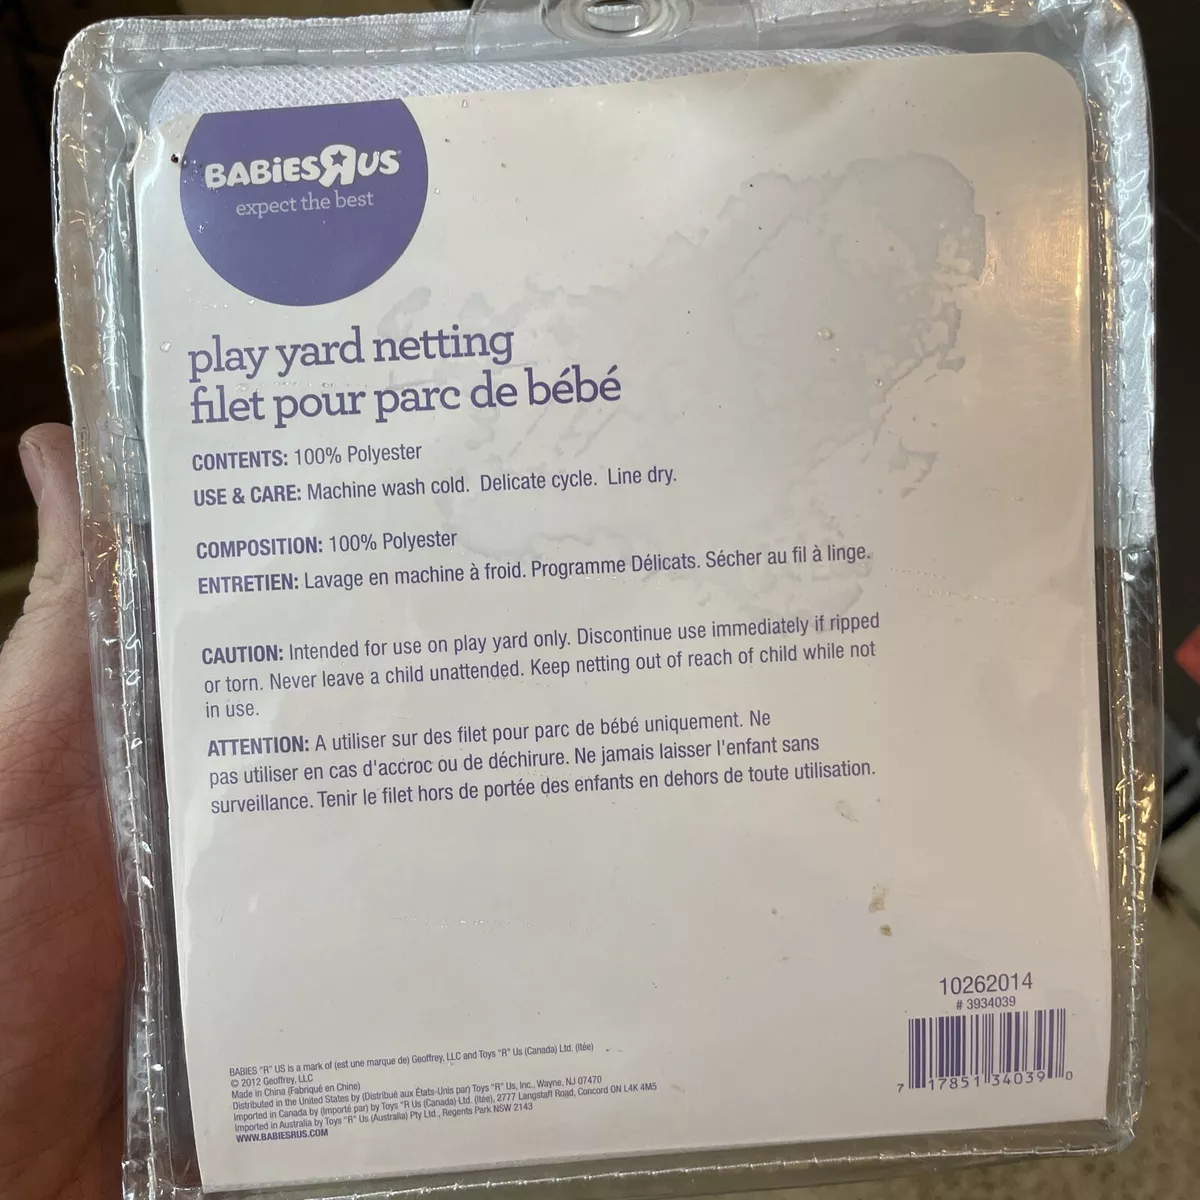 BABIES R US
expect the best
play yard netting
filet pour parc de bébé
CONTENTS: 100% Polyester
USE & CARE: Machine wash cold. Delicate cycle. Line dry.
COMPOSITION: 100% Polyester
ENTRETIEN: Lavage en machine à froid. Programme Délicats. Sécher au fil à linge.
CAUTION: Intended for use on play yard only. Discontinue use immediately if ripped
or torn. Never leave a child unattended. Keep netting out of reach of child while not
in use.
ATTENTION: A utiliser sur des filet pour parc de bébé uniquement. Ne
pas utiliser en cas d'accroc ou de déchirure. Ne jamais laisser l'enfant sans
surveillance. Tenir le filet hors de portée des enfants en dehors de toute utilisation.
10262014
# 3934039
7 17851 34039 0
BABIES "R" US is a mark of (est une marque de) Geoffrey, LLC and Toys "R" Us (Canada) Ltd. (ltée)
© 2012 Geoffrey, LLC
Made in China (Fabriqué en Chine)
Distributed in the United States by (Distribué aux États-Unis par) Toys "R" Us, Inc., Wayne, NJ 07470
Imported in Canada by (Importé par) by Toys "R" Us (Canada) Ltd. (ltée), 2777 Langstaff Road, Concord ON L4K 4M5
Imported in Australia by Toys "R" Us (Australia) Pty Ltd., Regents Park NSW 2143
WWW.BABIESRUS.COM